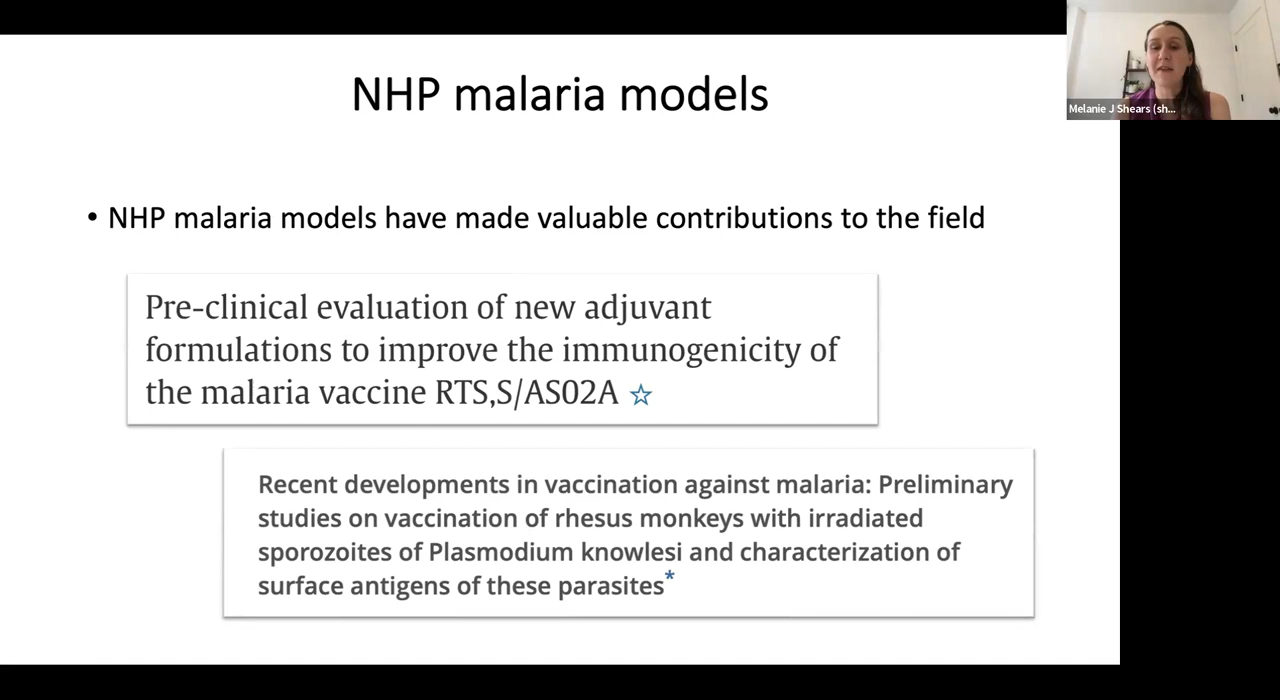 NHP malaria models
Melanie J Shears (sh...
• NHP malaria models have made valuable contributions to the field
Pre-clinical evaluation of new adjuvant
formulations to improve the immunogenicity of
the malaria vaccine RTS,S/AS02A ☆
Recent developments in vaccination against malaria: Preliminary
studies on vaccination of rhesus monkeys with irradiated
sporozoites of Plasmodium knowlesi and characterization of
surface antigens of these parasites*